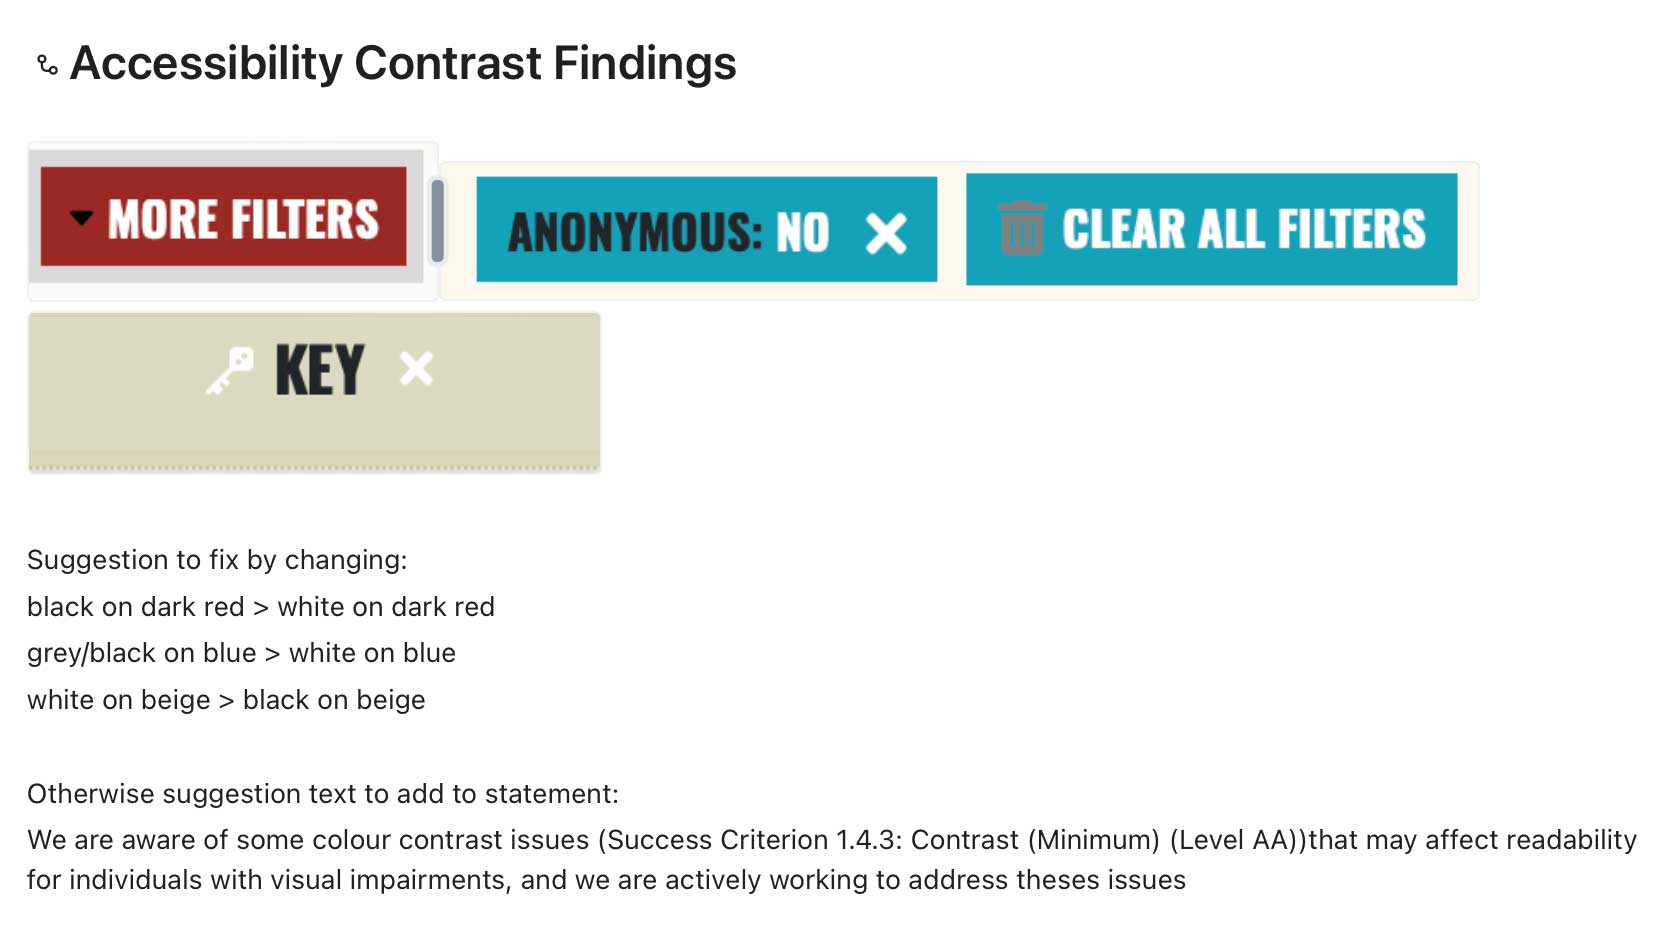 Accessibility Contrast Findings
MORE FILTERS
ANONYMOUS: NO
CLEAR ALL FILTERS
KEY
Suggestion to fix by changing:
black on dark red > white on dark red
grey/black on blue > white on blue
white on beige > black on beige
Otherwise suggestion text to add to statement:
We are aware of some colour contrast issues (Success Criterion 1.4.3: Contrast (Minimum) (Level AA))that may affect readability
for individuals with visual impairments, and we are actively working to address theses issues